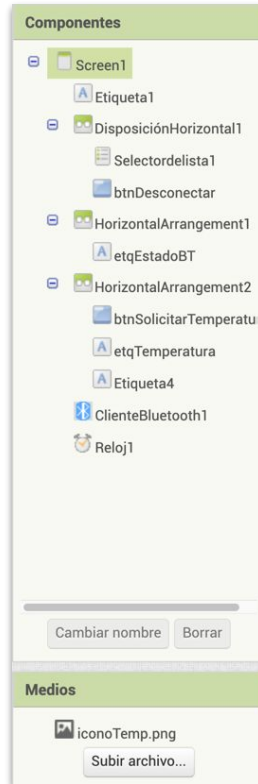 Componentes
Screen1
Etiqueta1
DisposiciónHorizontal1
Selectordelista1
btnDesconectar
HorizontalArrangement1
etqEstadoBT
HorizontalArrangement2
btnSolicitarTemperatu
etqTemperatura
Etiqueta4
ClienteBluetooth1
Reloj1
Cambiar nombre Borrar
Medios
iconoTemp.png
Subir archivo...